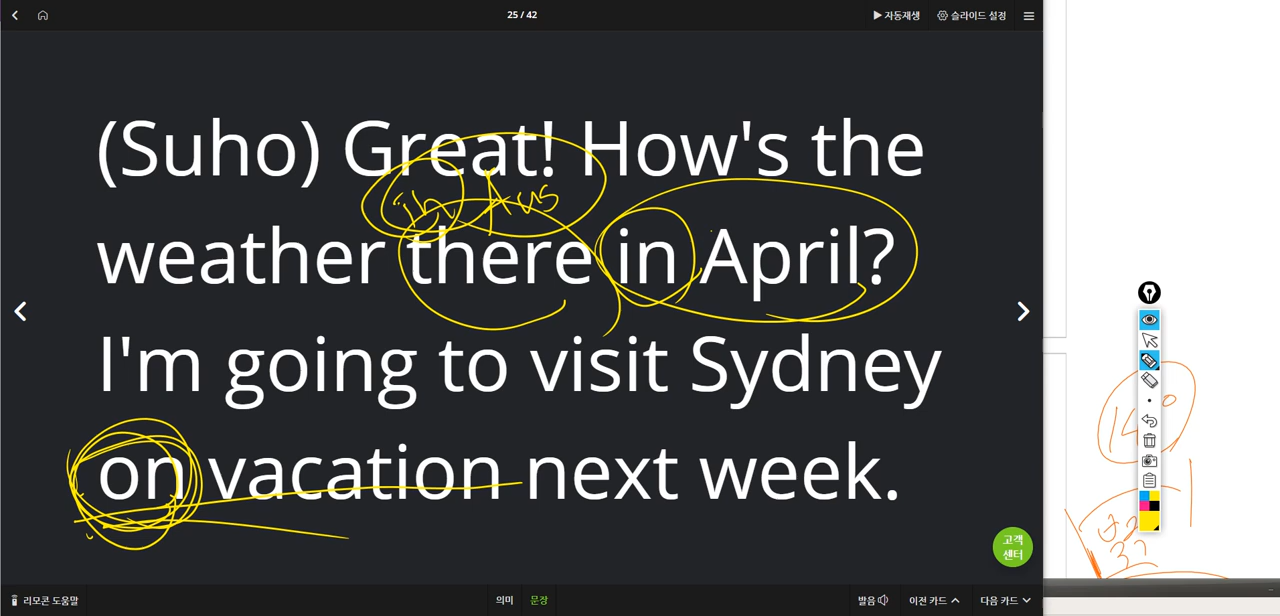 25 / 42
자동재생
슬라이드 설정
(Suho) Great! How's the
in Aus
weather there in April?
I'm going to visit Sydney
on vacation next week.
고객
센터
리모콘 도움말
의미
문장
발음
이전 카드
다음 카드